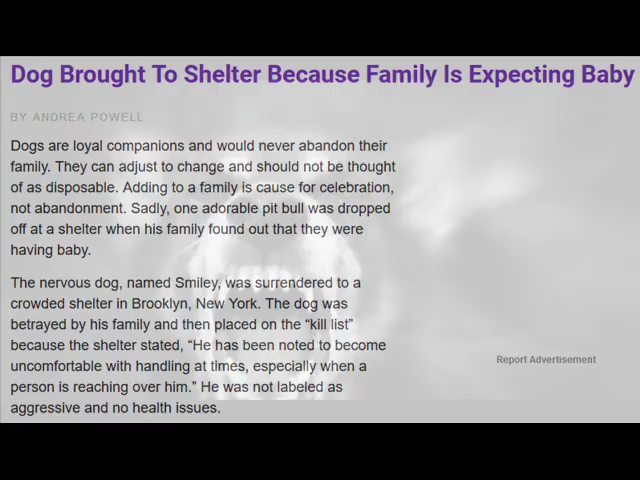 Dog Brought To Shelter Because Family Is Expecting Baby
BY ANDREA POWELL
Dogs are loyal companions and would never abandon their
family. They can adjust to change and should not be thought
of as disposable. Adding to a family is cause for celebration,
not abandonment. Sadly, one adorable pit bull was dropped
off at a shelter when his family found out that they were
having baby.
The nervous dog, named Smiley, was surrendered to a
crowded shelter in Brooklyn, New York. The dog was
betrayed by his family and then placed on the “kill list”
because the shelter stated, “He has been noted to become
uncomfortable with handling at times, especially when a
person is reaching over him.” He was not labeled as
aggressive and no health issues.
Report Advertisement